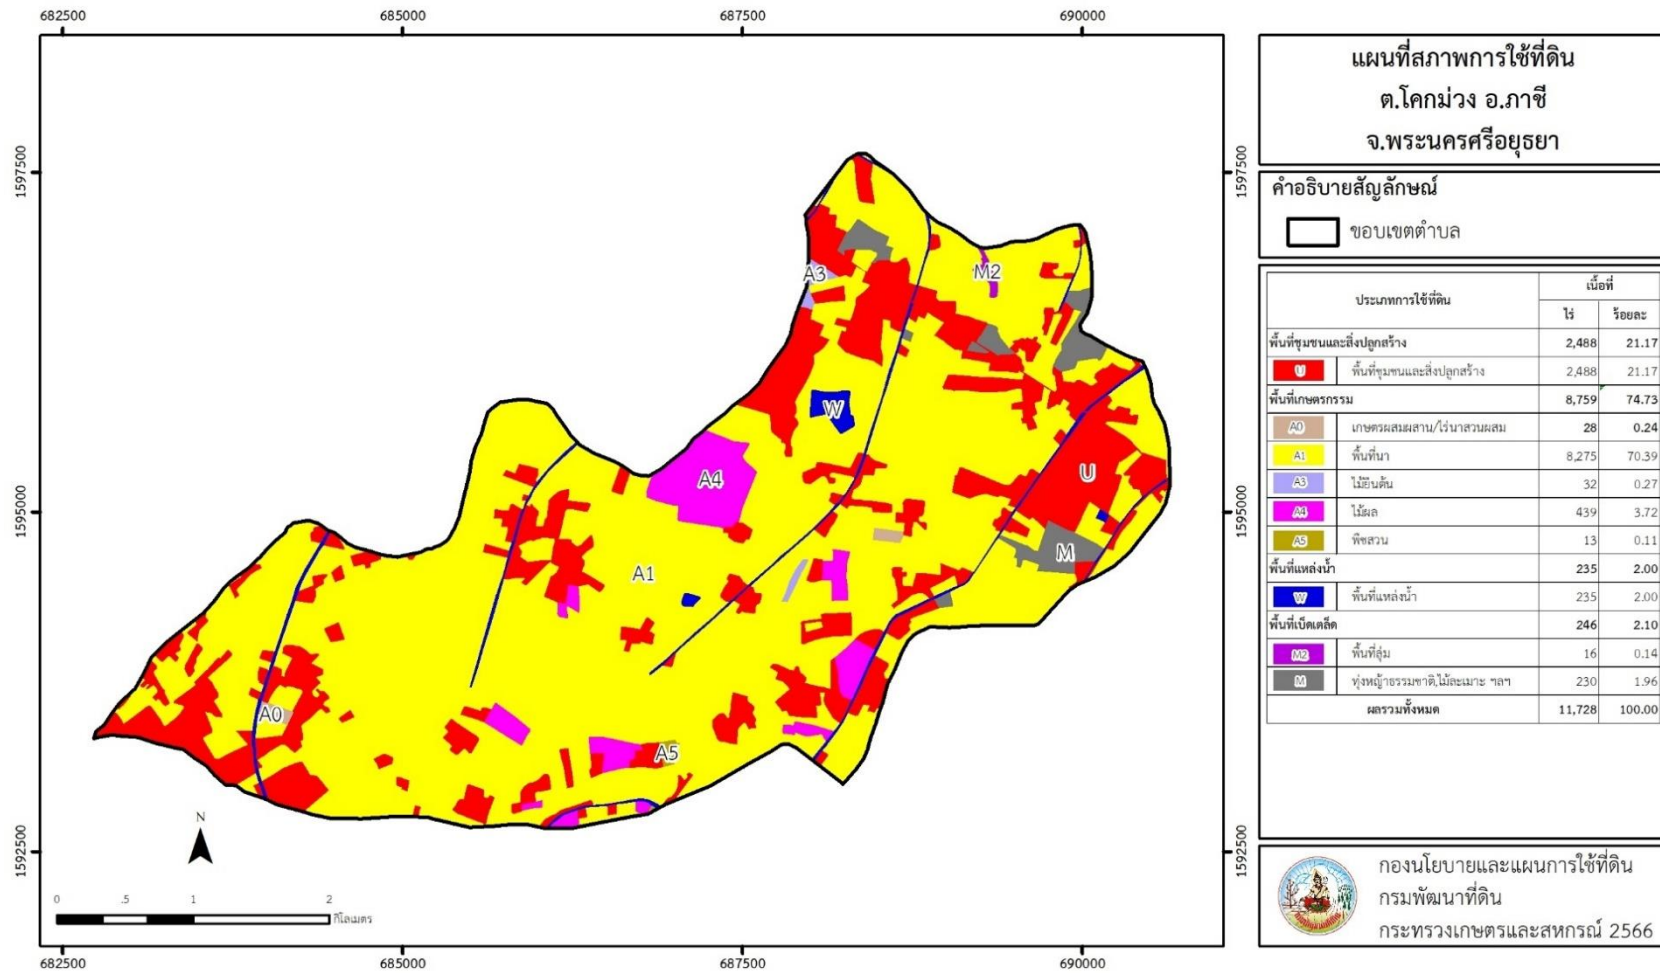 682500 685000 687500 690000
1597500 1597500
1595000 1595000
1592500 1592500
A3
M2
W
A4
U
M
A1
A0
A5
N
0 .5 1 2
กิโลเมตร
682500 685000 687500 690000
แผนที่สภาพการใช้ที่ดิน
ต.โคกม่วง อ.ภาชี
จ.พระนครศรีอยุธยา
คำอธิบายสัญลักษณ์
ขอบเขตตำบล
ประเภทการใช้ที่ดิน เนื้อที่
ไร่ ร้อยละ
พื้นที่ชุมชนและสิ่งปลูกสร้าง 2,488 21.17
U พื้นที่ชุมชนและสิ่งปลูกสร้าง 2,488 21.17
พื้นที่เกษตรกรรม 8,759 74.73
A0 เกษตรผสมผสาน/ไร่นาสวนผสม 28 0.24
A1 พื้นที่นา 8,275 70.39
A3 ไม้ยืนต้น 32 0.27
A4 ไม้ผล 439 3.72
A5 พืชสวน 13 0.11
พื้นที่แหล่งน้ำ 235 2.00
W พื้นที่แหล่งน้ำ 235 2.00
พื้นที่เบ็ดเตล็ด 246 2.10
M2 พื้นที่ลุ่ม 16 0.14
M ทุ่งหญ้าธรรมชาติ,ไม้ละเมาะ ฯลฯ 230 1.96
ผลรวมทั้งหมด 11,728 100.00
กองนโยบายและแผนการใช้ที่ดิน
กรมพัฒนาที่ดิน
กระทรวงเกษตรและสหกรณ์ 2566